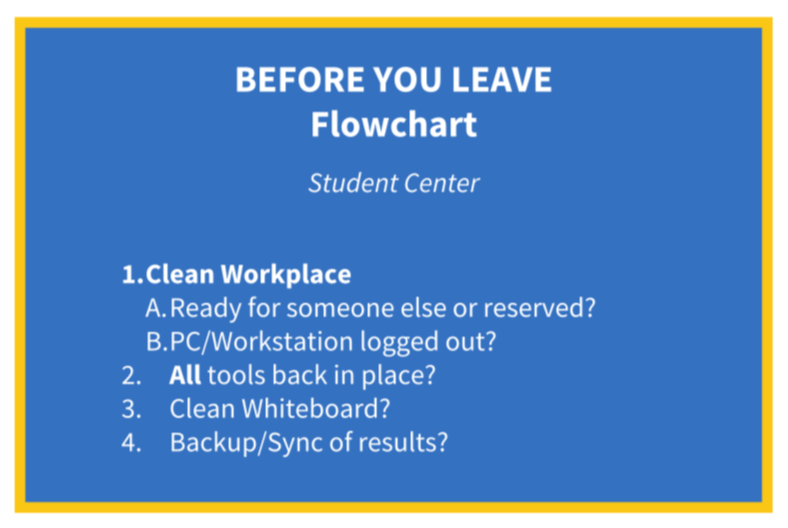 BEFORE YOU LEAVE
Flowchart
Student Center
1. Clean Workplace
A. Ready for someone else or reserved?
B. PC/Workstation logged out?
2. All tools back in place?
3. Clean Whiteboard?
4. Backup/Sync of results?